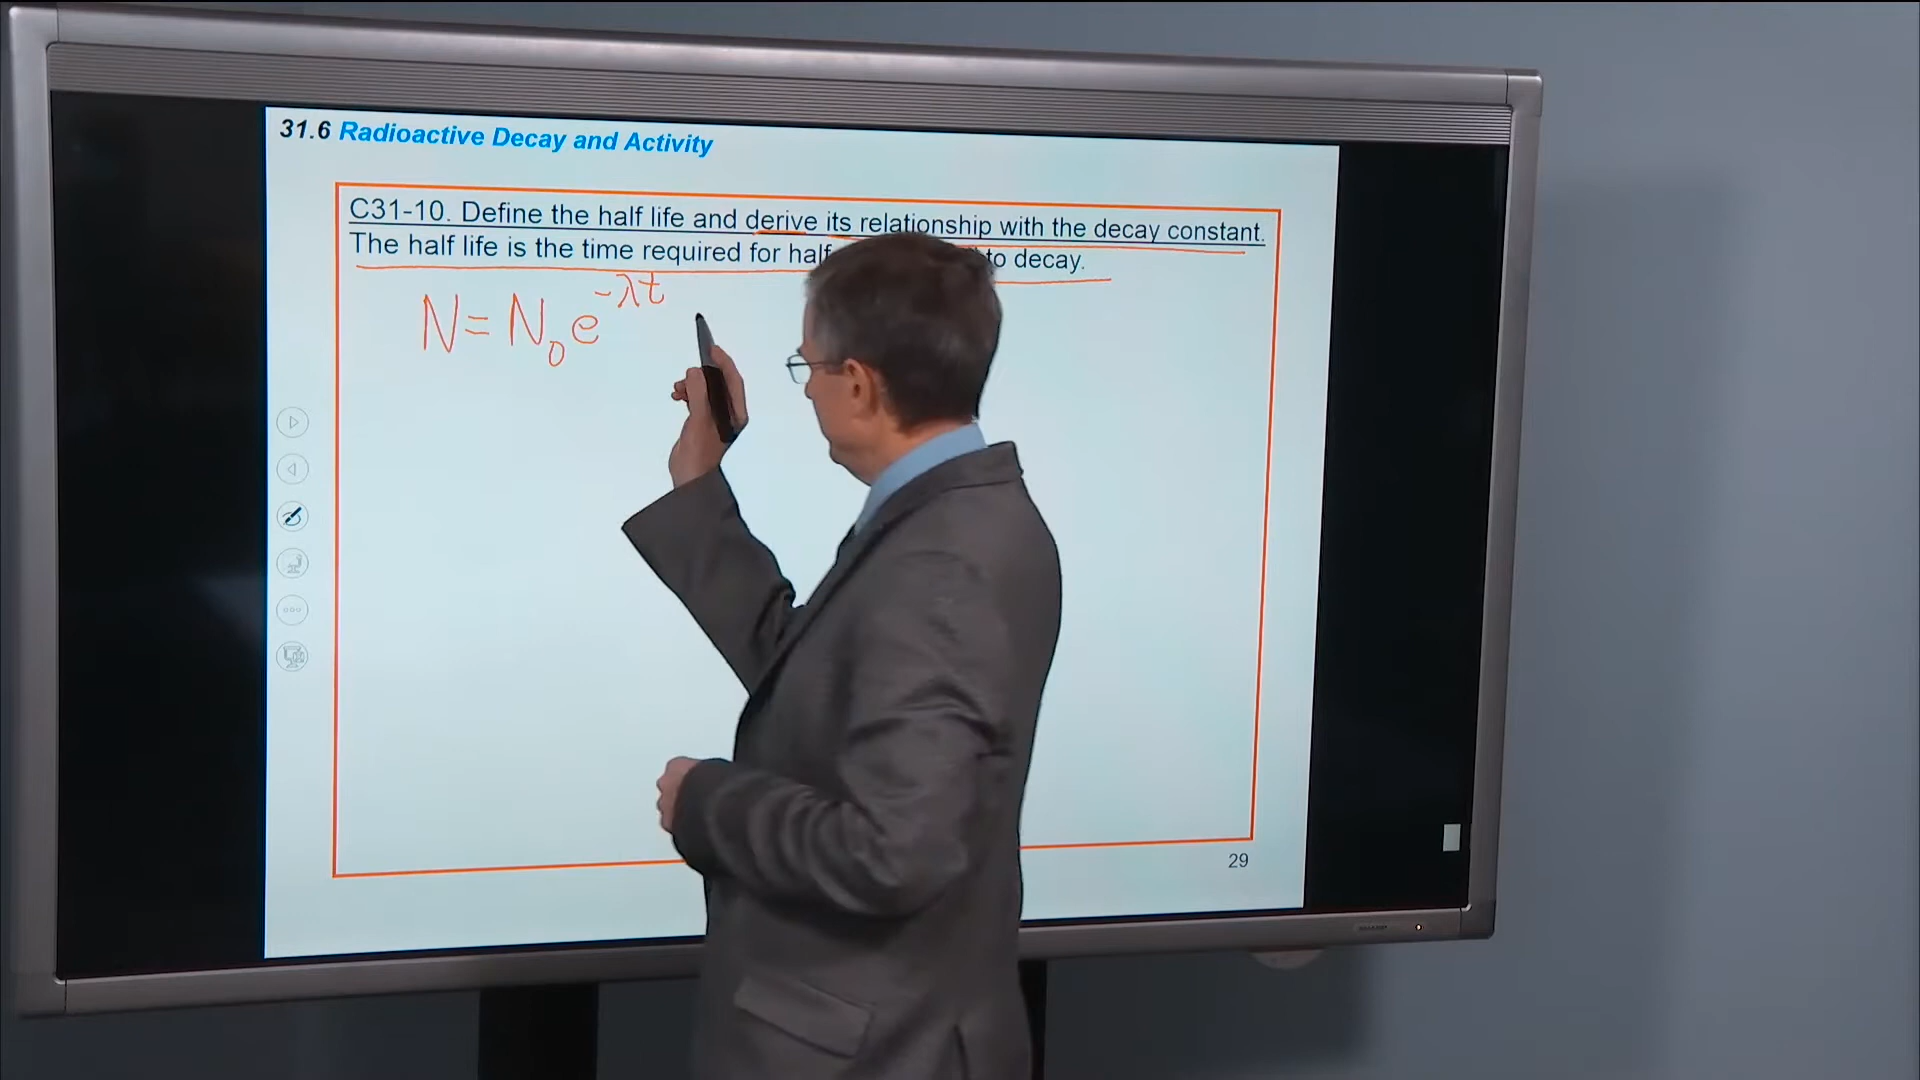 31.6 Radioactive Decay and Activity
C31-10. Define the half life and derive its relationship with the decay constant.
The half life is the time required for half to decay.
N = N₀e^(-λt)
29
SHARP